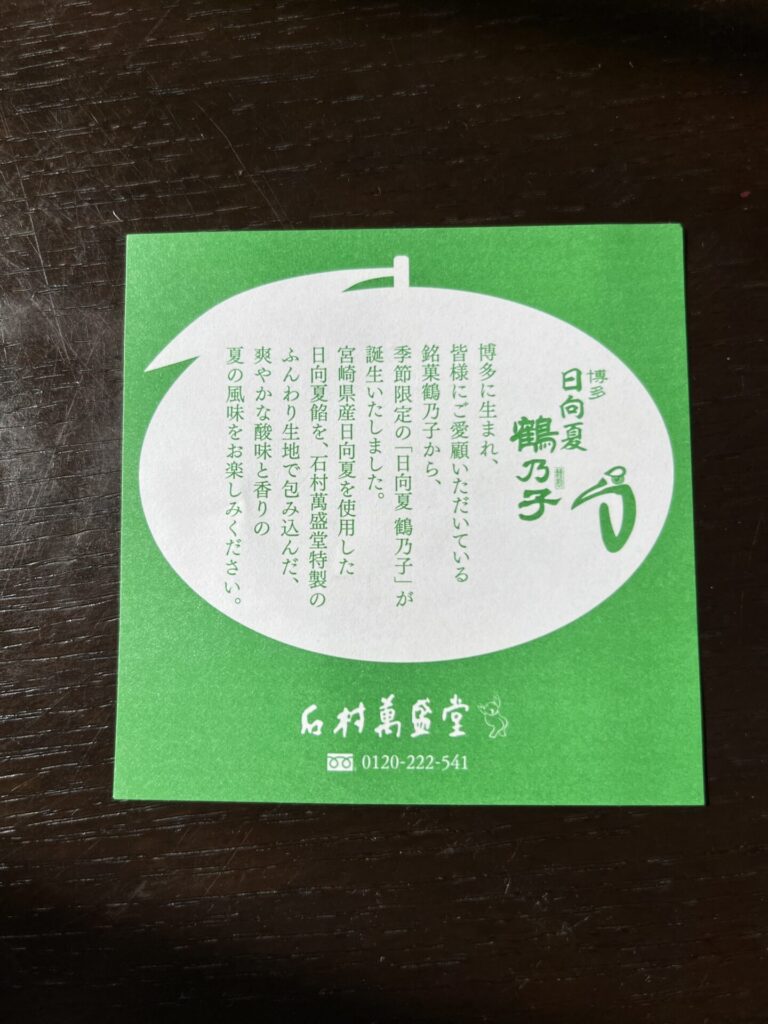 博多
日向夏
鶴乃子
博多に生まれ、
皆様にご愛顧いただいている
銘菓鶴乃子から、
季節限定の「日向夏 鶴乃子」が
誕生いたしました。
宮崎県産日向夏を使用した
日向夏餡を、石村萬盛堂特製の
ふんわり生地で包み込んだ、
爽やかな酸味と香りの
夏の風味をお楽しみください。
石村萬盛堂
0120-222-541